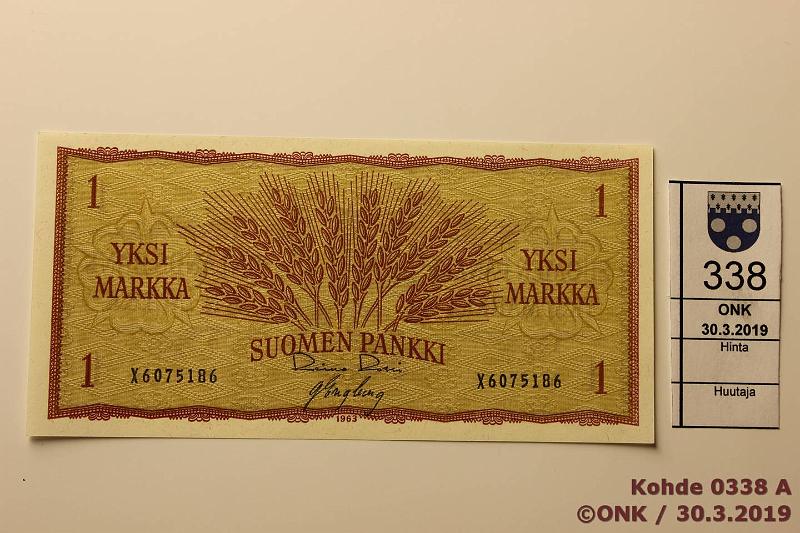 1
1
YKSI
MARKKA
YKSI
MARKKA
SUOMEN PANKKI
1
X6075186
X6075186
1
1963
338
ONK
30.3.2019
Hinta
Huutaja
Kohde 0338 A
©ONK / 30.3.2019